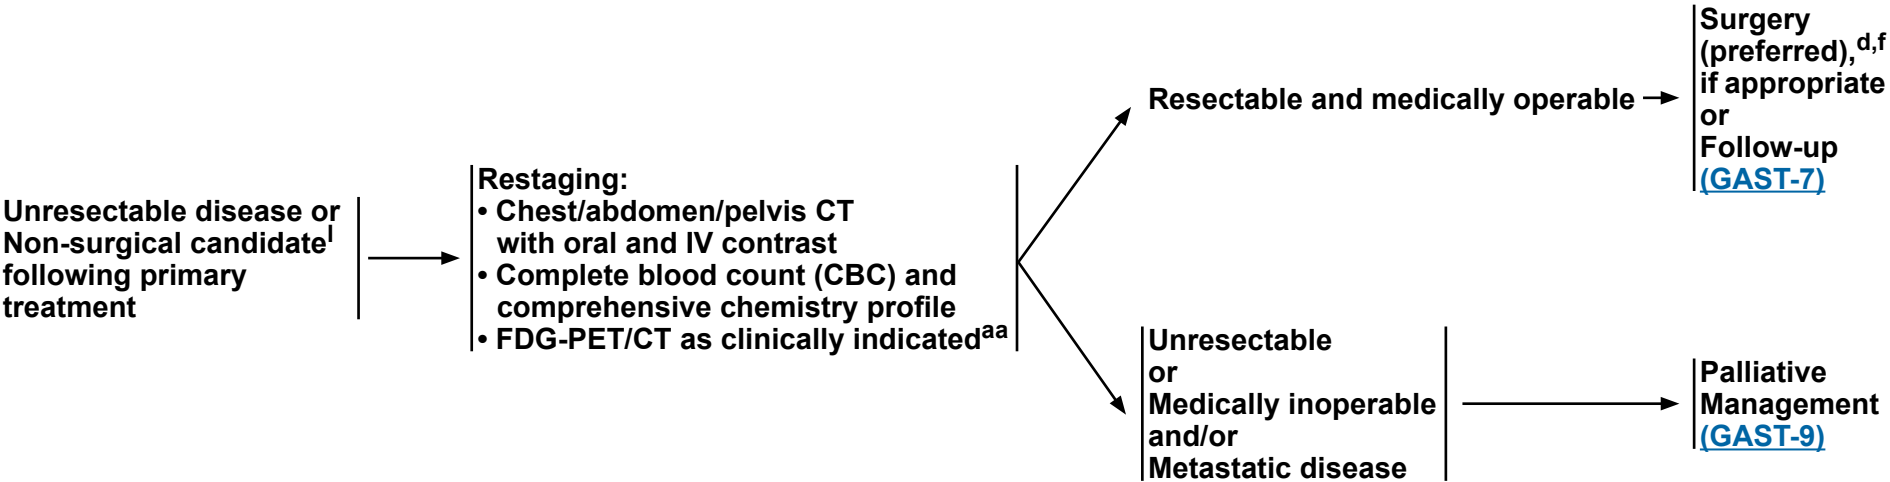 Unresectable disease or
Non-surgical candidatel
following primary
treatment
Restaging:
• Chest/abdomen/pelvis CT
with oral and IV contrast
• Complete blood count (CBC) and
comprehensive chemistry profile
• FDG-PET/CT as clinically indicatedaa
Resectable and medically operable
Surgery
(preferred),d,f
if appropriate
or
Follow-up
(GAST-7)
Unresectable
or
Medically inoperable
and/or
Metastatic disease
Palliative
Management
(GAST-9)